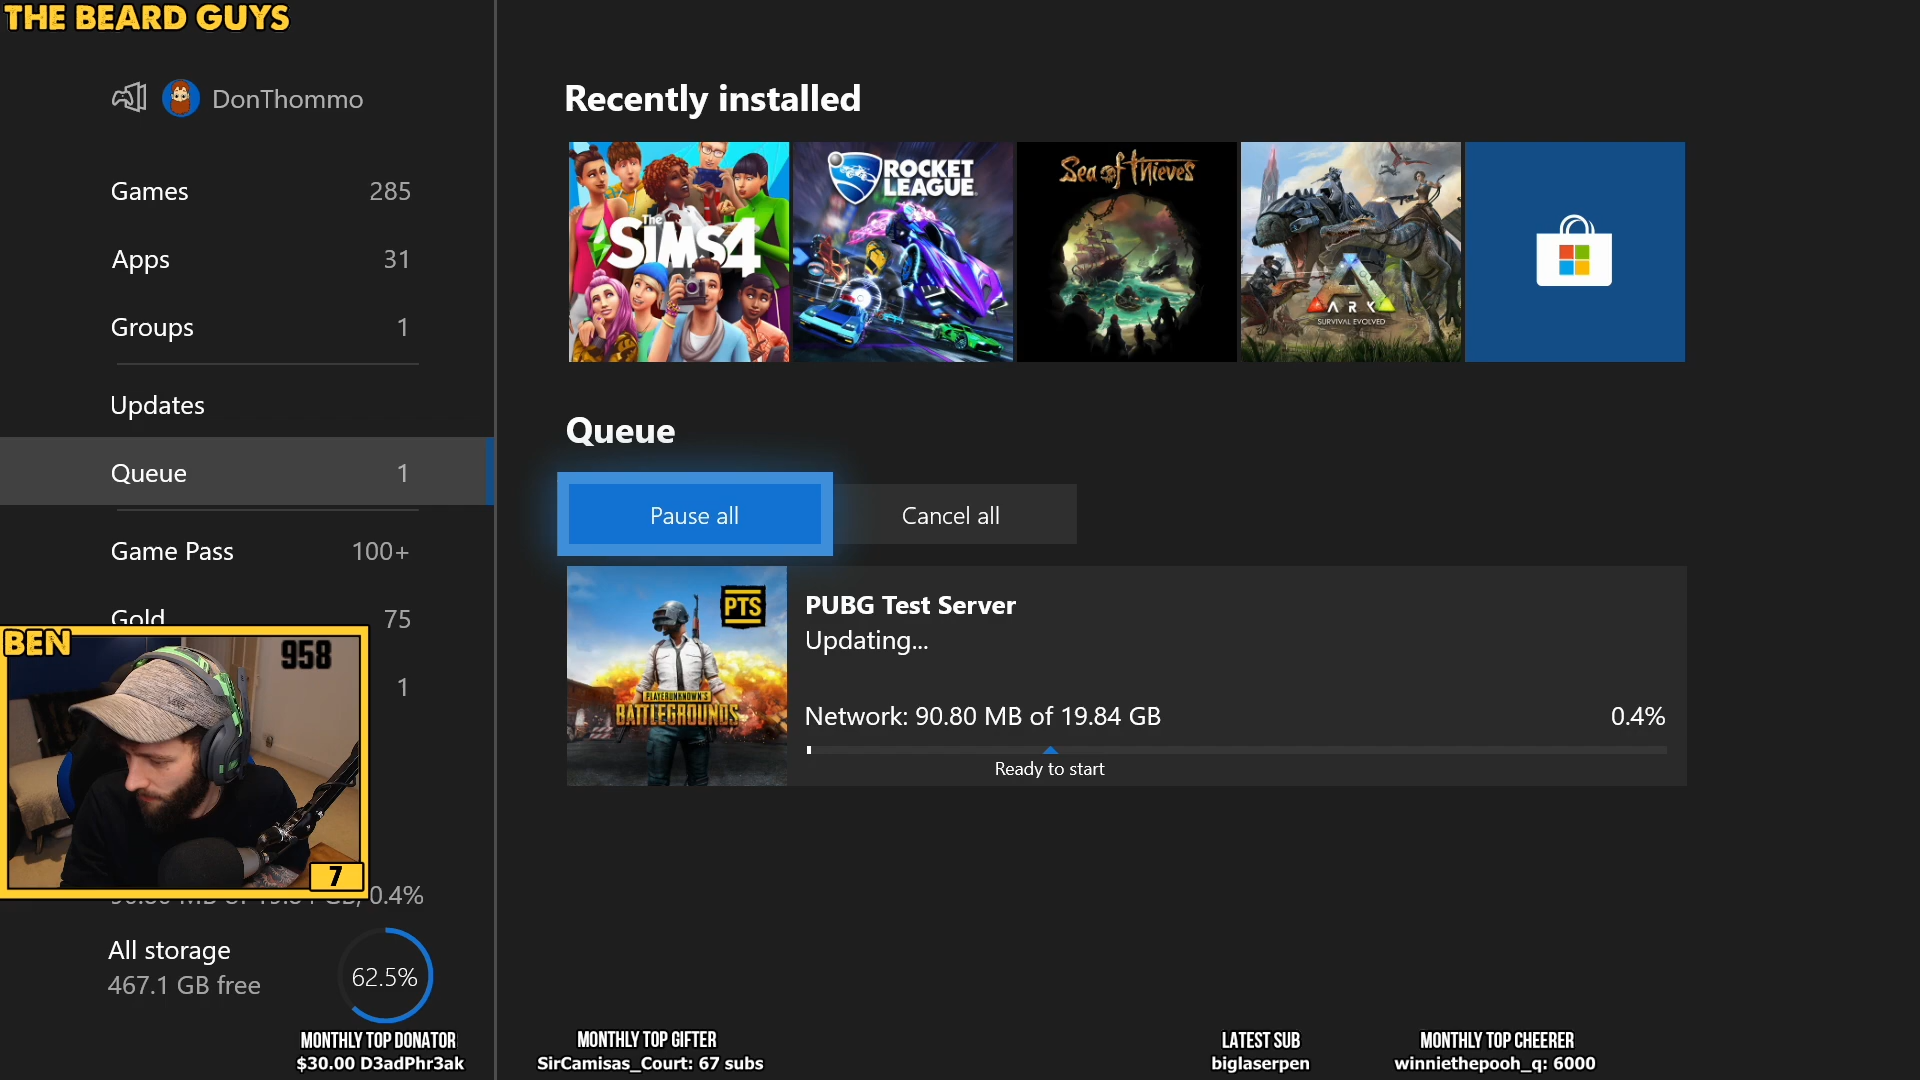 THE BEARD GUYS
DonThommo
Games 285
Apps 31
Groups 1
Updates
Queue 1
Game Pass 100+
Gold 75
1
BEN
958
7
0.4%
All storage
467.1 GB free
62.5%
Recently installed
The SIMS 4
ROCKET LEAGUE
Sea of Thieves
ARK
SURVIVAL EVOLVED
Queue
Pause all
Cancel all
PTS
PLAYERUNKNOWN'S
BATTLEGROUNDS
PUBG Test Server
Updating...
Network: 90.80 MB of 19.84 GB 0.4%
Ready to start
MONTHLY TOP DONATOR
$30.00 D3adPhr3ak
MONTHLY TOP GIFTER
SirCamisas_Court: 67 subs
LATEST SUB
biglaserpen
MONTHLY TOP CHEERER
winniethepooh_q: 6000